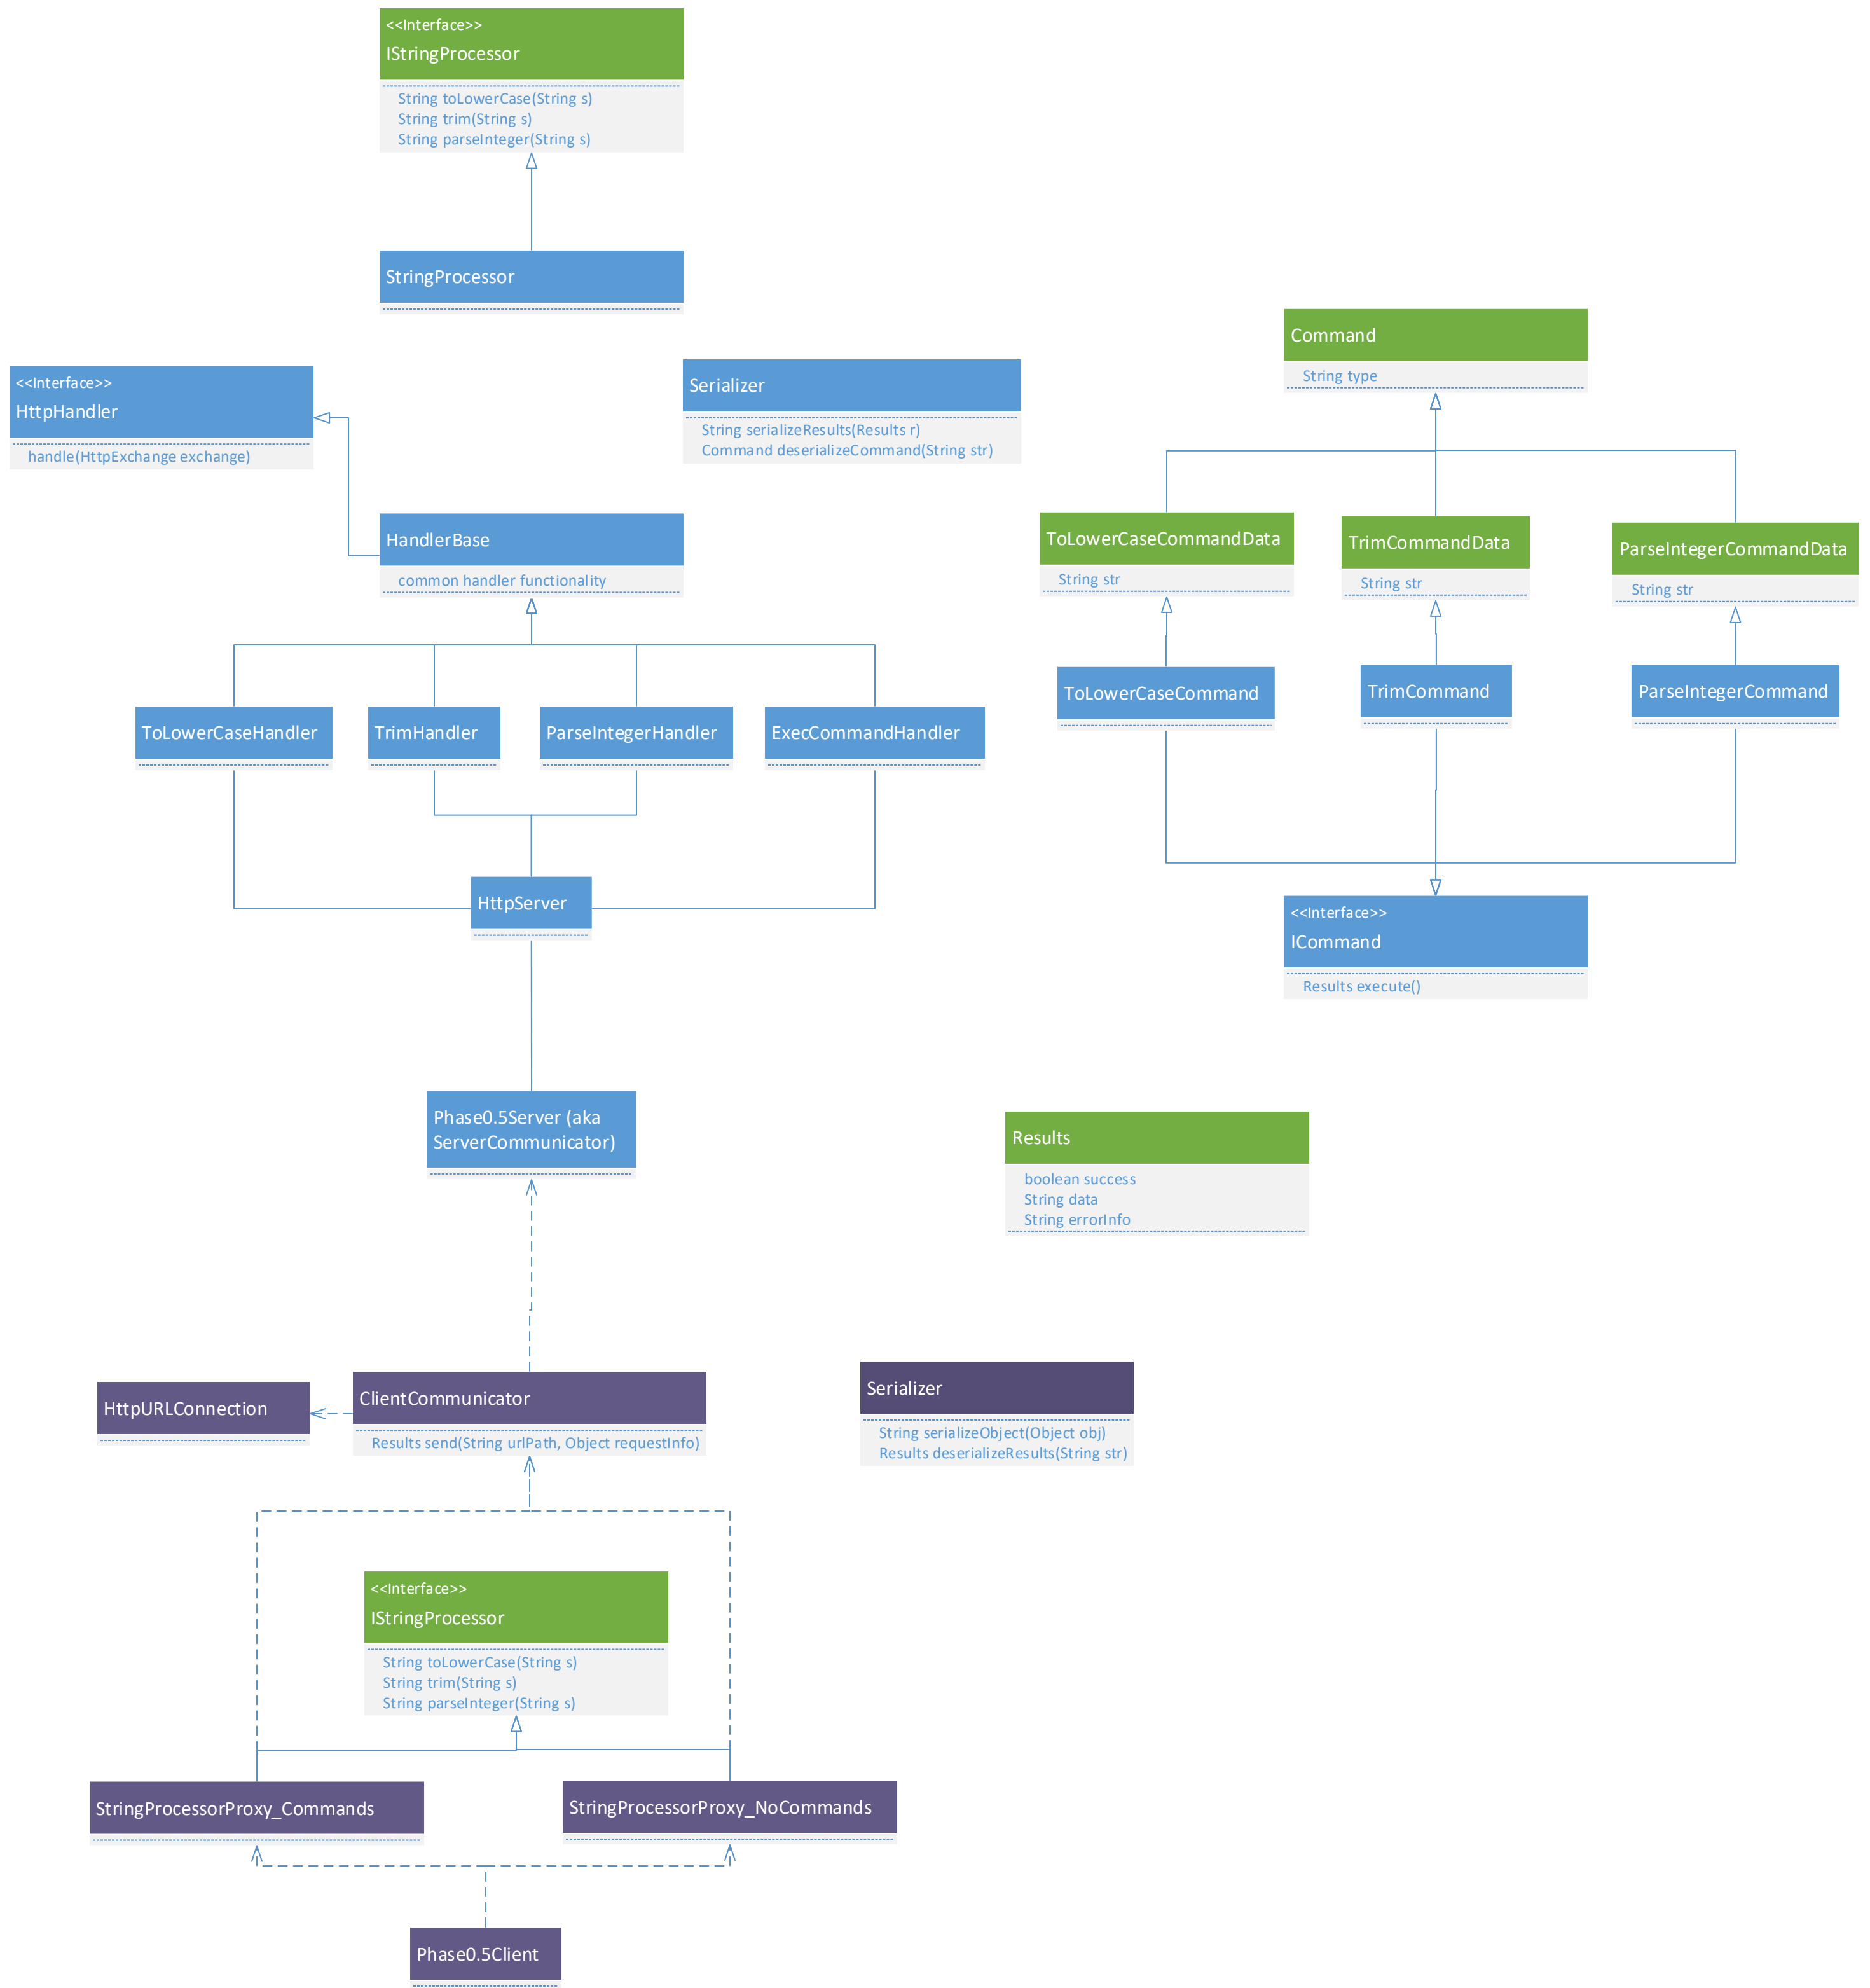 <<Interface>>
IStringProcessor
String toLowerCase(String s)
String trim(String s)
String parseInteger(String s)
StringProcessor
<<Interface>>
HttpHandler
handle(HttpExchange exchange)
Serializer
String serializeResults(Results r)
Command deserializeCommand(String str)
Command
String type
HandlerBase
common handler functionality
ToLowerCaseCommandData
String str
TrimCommandData
String str
ParseIntegerCommandData
String str
ToLowerCaseCommand
TrimCommand
ParseIntegerCommand
ToLowerCaseHandler
TrimHandler
ParseIntegerHandler
ExecCommandHandler
HttpServer
<<Interface>>
ICommand
Results execute()
Phase0.5Server (aka
ServerCommunicator)
Results
boolean success
String data
String errorInfo
HttpURLConnection
ClientCommunicator
Results send(String urlPath, Object requestInfo)
Serializer
String serializeObject(Object obj)
Results deserializeResults(String str)
<<Interface>>
IStringProcessor
String toLowerCase(String s)
String trim(String s)
String parseInteger(String s)
StringProcessorProxy_Commands
StringProcessorProxy_NoCommands
Phase0.5Client